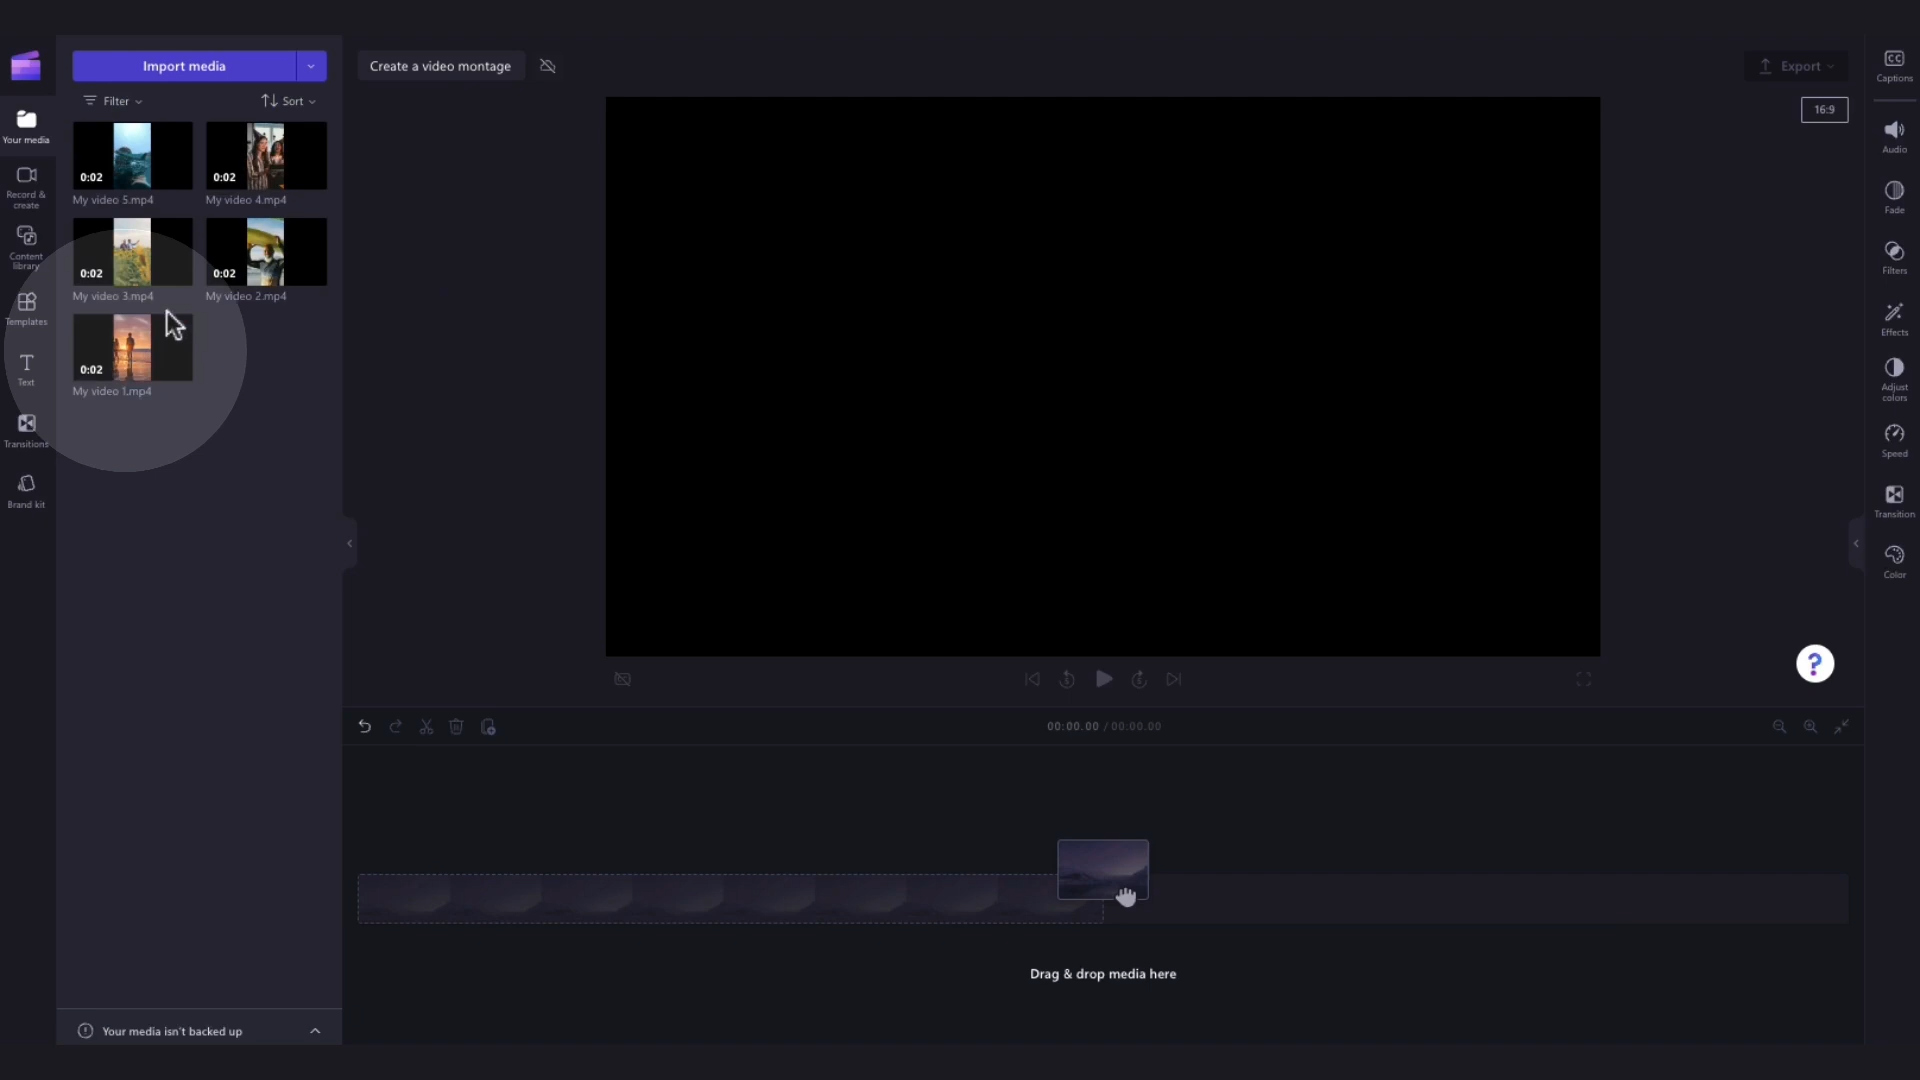 Import media
Create a video montage
Export
Captions
Filter
Sort
16:9
Your media
0:02
My video 5.mp4
0:02
My video 4.mp4
Audio
Record &
create
Fade
Content
library
0:02
My video 3.mp4
0:02
My video 2.mp4
Filters
Templates
Effects
0:02
My video 1.mp4
Text
Adjust
colors
Transitions
Speed
Brand kit
Transition
Color
?
00:00.00 / 00:00.00
Drag & drop media here
Your media isn't backed up